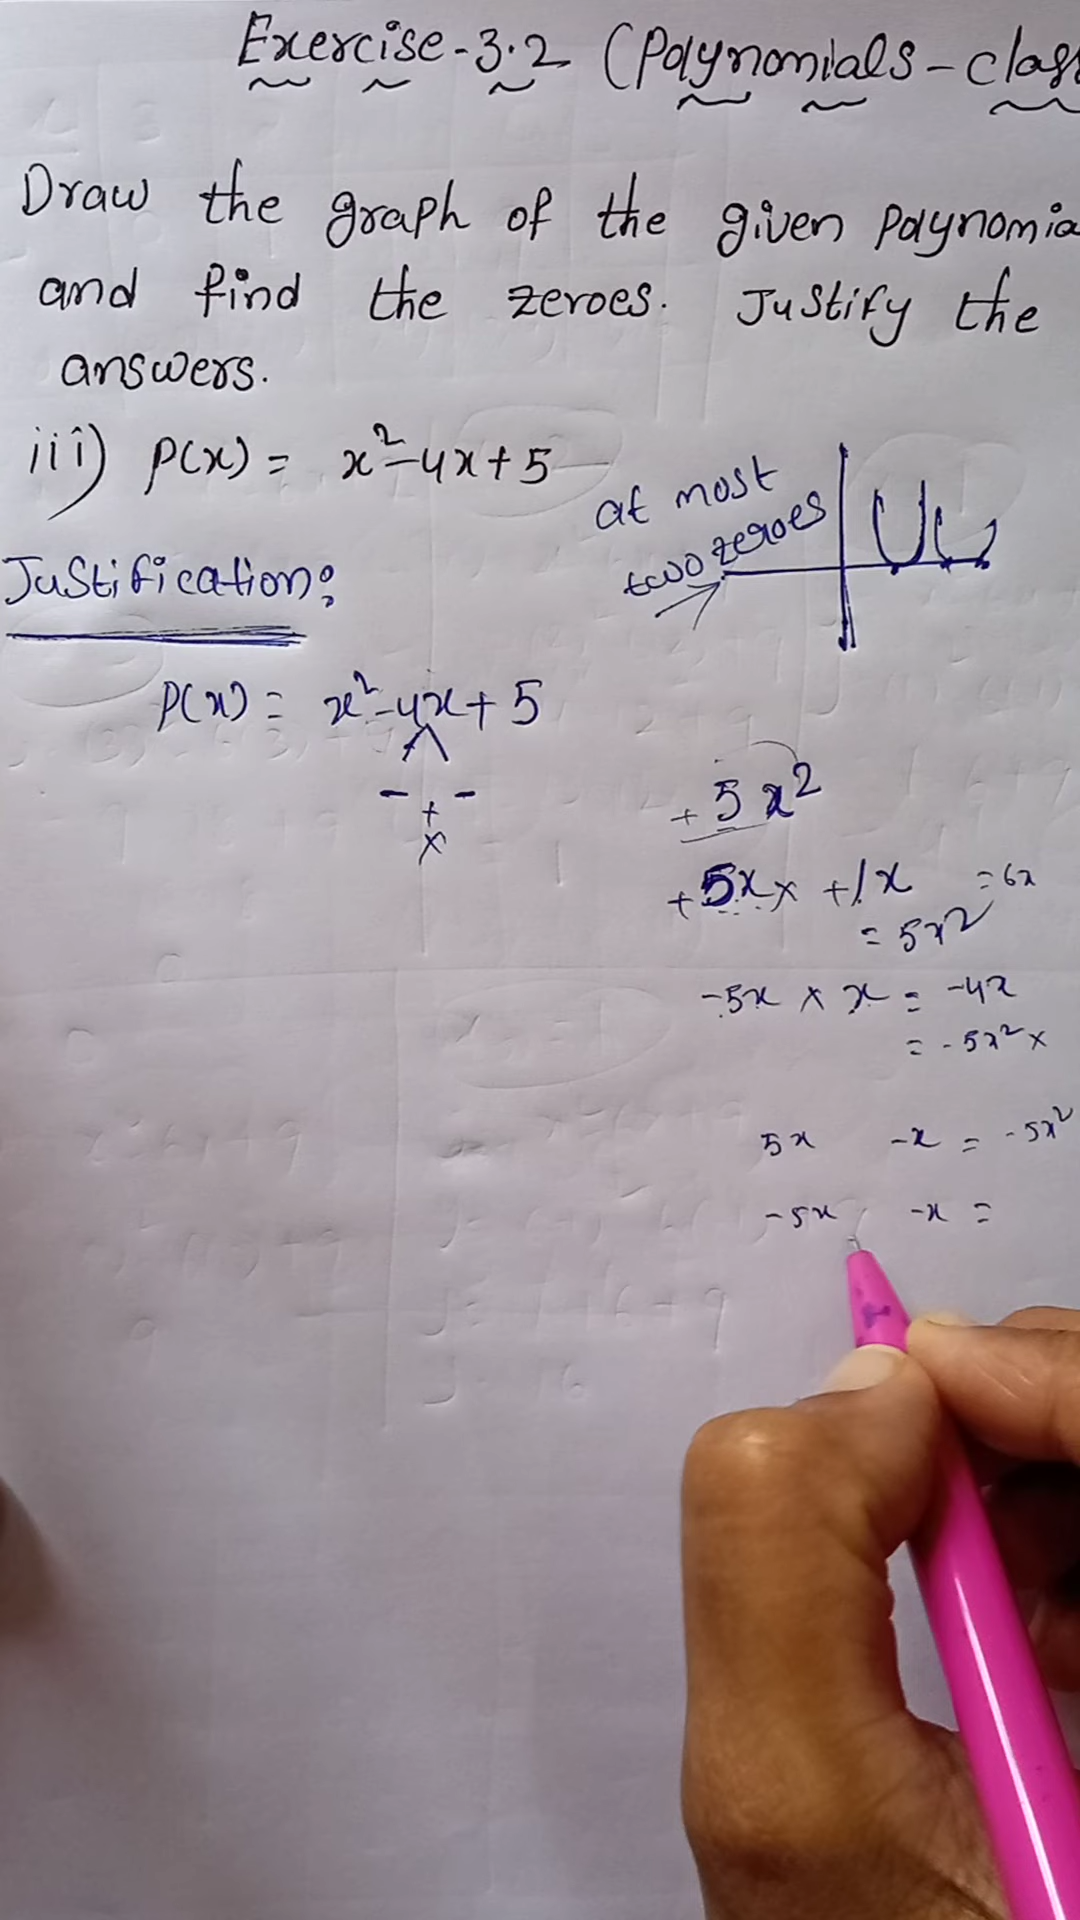 Exercise-3.2 (Polynomials-class
Draw the graph of the given Polynomia
and find the zeroes. Justify the
answers.
iii) P(x) = x²-4x+5
at most
two zeroes
Justification:
P(x) = x²-4x+5
- + -
x
+5x²
+5x x +1x = 6x
= 5x²
-5x x x = -4x
= -5x² x
5x -x = -5x²
-5x, -x =